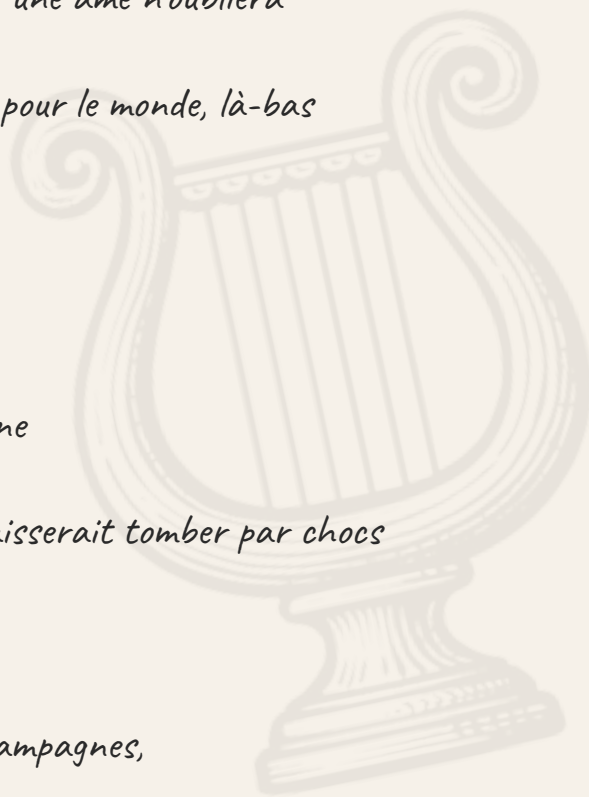 une âme n'oubliera
pour le monde, là-bas
ne
isserait tomber par chocs
ampagnes,